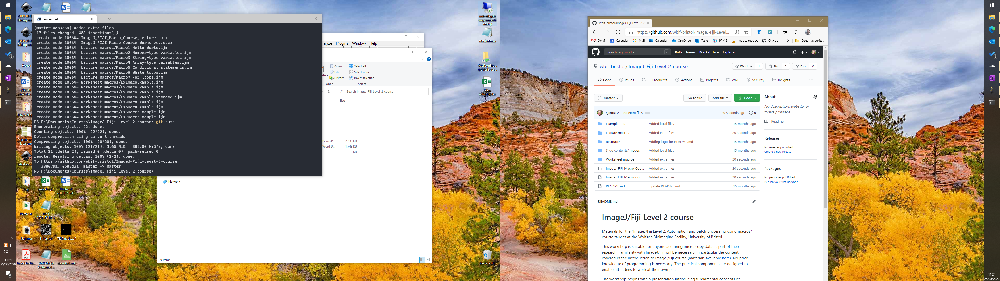 PowerShell
[master 0583d3a] Added extra files
17 files changed, 458 insertions(+)
create mode 100644 ImageJ_FIJI_Macro_Course_Lecture.pptx
create mode 100644 ImageJ_FIJI_Macro_Course_Worksheet.docx
create mode 100644 Lecture macros/Macro1_Hello World.ijm
create mode 100644 Lecture macros/Macro2_Number-type variables.ijm
create mode 100644 Lecture macros/Macro3_String-type variables.ijm
create mode 100644 Lecture macros/Macro4_Array-type variables.ijm
create mode 100644 Lecture macros/Macro5_Conditional statements.ijm
create mode 100644 Lecture macros/Macro6_While loops.ijm
create mode 100644 Lecture macros/Macro7_For loops.ijm
create mode 100644 Worksheet macros/Ex1MacoExample.ijm
create mode 100644 Worksheet macros/Ex2MacoExample.ijm
create mode 100644 Worksheet macros/Ex3MacoExample.ijm
create mode 100644 Worksheet macros/Ex3MacoExampleExtended.ijm
create mode 100644 Worksheet macros/Ex4MacoExample.ijm
create mode 100644 Worksheet macros/Ex5MacoExample.ijm
create mode 100644 Worksheet macros/Ex6MacroExample.ijm
create mode 100644 Worksheet macros/Ex7MacroExample.ijm
PS F:\Documents\Courses\ImageJ-Fiji-Level-2-course> git push
Enumerating objects: 22, done.
Counting objects: 100% (22/22), done.
Delta compression using up to 8 threads
Compressing objects: 100% (20/20), done.
Writing objects: 100% (21/21), 3.65 MiB | 883.00 KiB/s, done.
Total 21 (delta 2), reused 0 (delta 0), pack-reused 0
remote: Resolving deltas: 100% (2/2), done.
To https://github.com/wbif-bristol/ImageJ-Fiji-Level-2-course
38867ba..0583d3a  master -> master
PS F:\Documents\Courses\ImageJ-Fiji-Level-2-course>
nalyze Plugins Window Help
Open
Edit
History
Open
Select all
Select none
Invert selection
Select
Search ImageJ-Fiji-Level-2-course
Size
PowerP... 2,333 KB
Word D... 1,749 KB
2 KB
Network
9 items
House
Izzy
Erika.xlsx
Protocol
Personal
TEST
Gemma
Binary.tif
TEST tracks.tif
damstartout
Recycle Bin
11:24
25/08/2020
wbif-bristol/ImageJ-Fiji-Level-2-
https://github.com/wbif-bristol/ImageJ-Fiji-Level...
Gmail Calendar Mail Calendar OneDrive Tasks PPMS ImageJ macros GitHub Other favourites
Search or jump to... /
Pulls Issues Marketplace Explore
wbif-bristol / ImageJ-Fiji-Level-2-course
Watch 1 Star 0 Fork 0
Code Issues Pull requests Actions Projects Wiki Security Insights
master
Go to file Add file Code
sjcross Added extra files 20 seconds ago 6
Example data Added local files 15 months ago
Lecture macros Added extra files 20 seconds ago
Resources Adding logo for README.md 15 months ago
Slide contents/Images Added local files 15 months ago
Worksheet macros Added extra files 20 seconds ago
ImageJ_FIJI_Macro_Cou... Added extra files 20 seconds ago
ImageJ_FIJI_Macro_Cou... Added extra files 20 seconds ago
README.md Update README.md 15 months ago
About
No description, website, or
topics provided.
Readme
Releases
No releases published
Create a new release
Packages
No packages published
Publish your first package
README.md
ImageJ/Fiji Level 2 course
Materials for the "ImageJ/Fiji Level 2: Automation and batch processing using macros"
course taught at the Wolfson Bioimaging Facility, University of Bristol.
This workshop is suitable for anyone acquiring microscopy data as part of their
research. Familiarity with ImageJ/Fiji will be necessary; in particular the content
covered in the Introduction to ImageJ/Fiji course (materials available here). No prior
knowledge of programming is necessary. The practical components are designed to
enable attendees to work at their own pace.
The workshop begins with a presentation introducing fundamental concepts of
11:24
25/08/2020